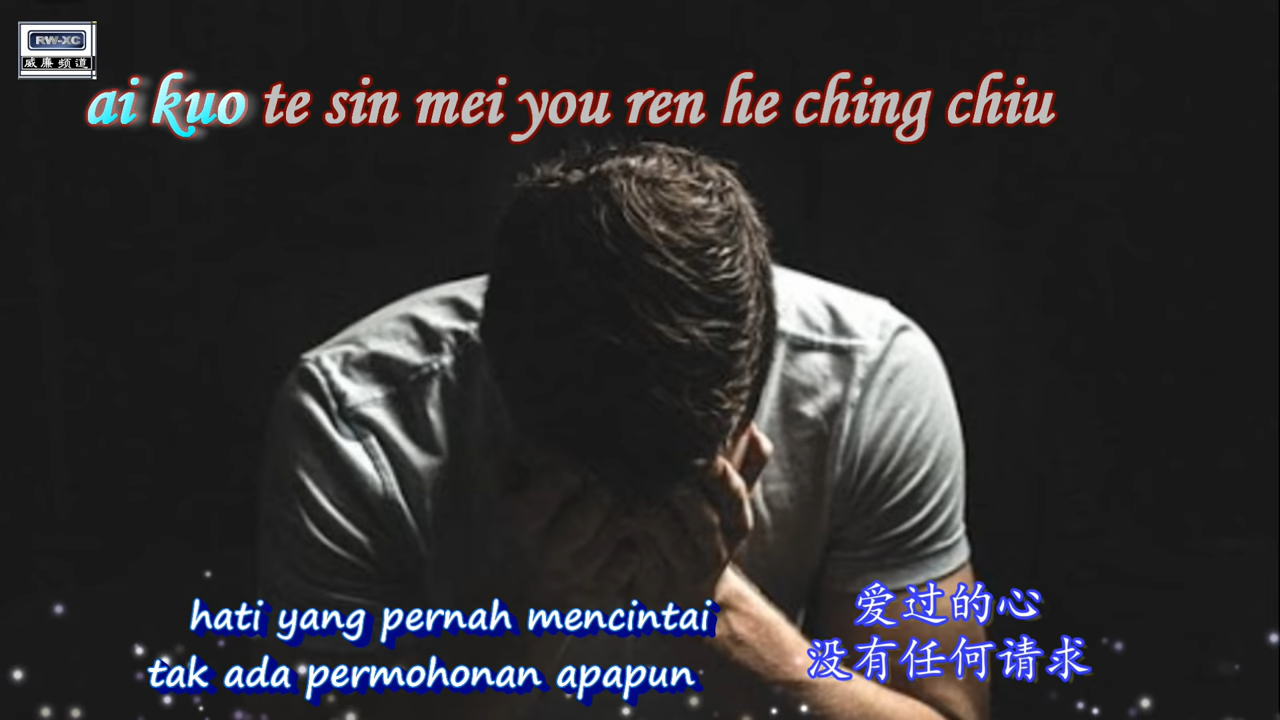 RW-XC
威廉频道
ai kuo te sin mei you ren he ching chiu
hati yang pernah mencintai
tak ada permohonan apapun
爱过的心
没有任何请求